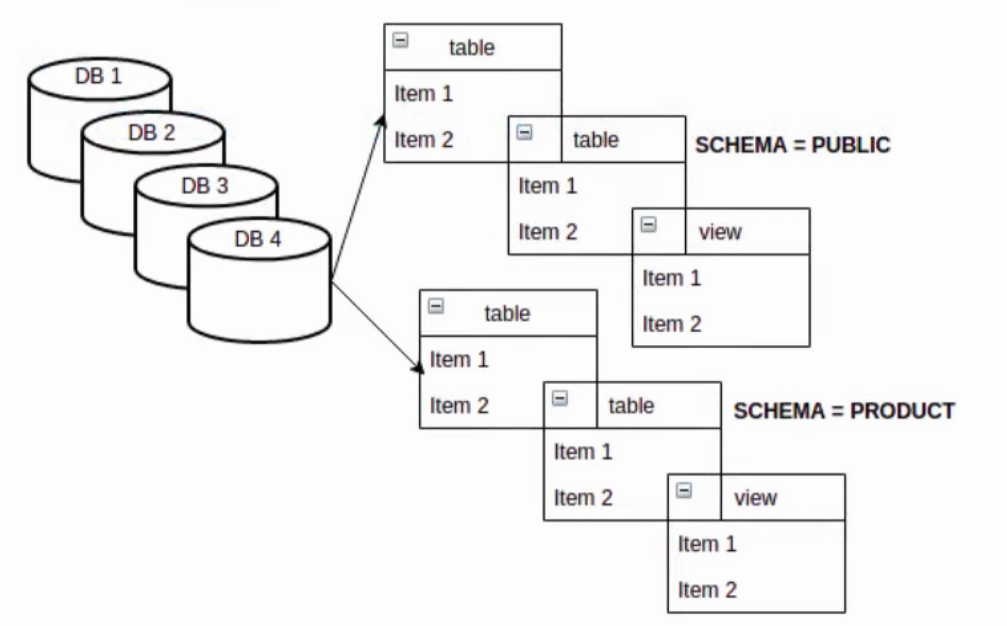 DB 1
DB 2
DB 3
DB 4
table
Item 1
Item 2
table
Item 1
Item 2
view
Item 1
Item 2
SCHEMA = PUBLIC
table
Item 1
Item 2
table
Item 1
Item 2
view
Item 1
Item 2
SCHEMA = PRODUCT